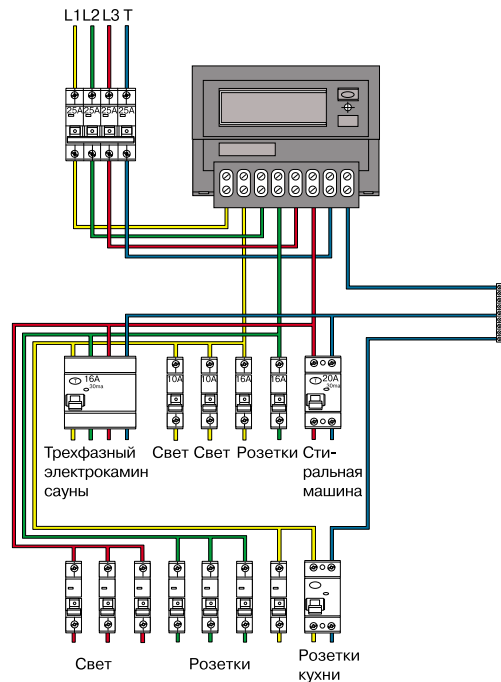 L1 L2 L3 T
25A 25A 25A 25A
16A 30ma 10A 10A 16A 16A 20A 30ma
Трехфазный
электрокамин
сауны
Свет Свет Розетки
Сти-
ральная
машина
Свет Розетки
Розетки
кухни